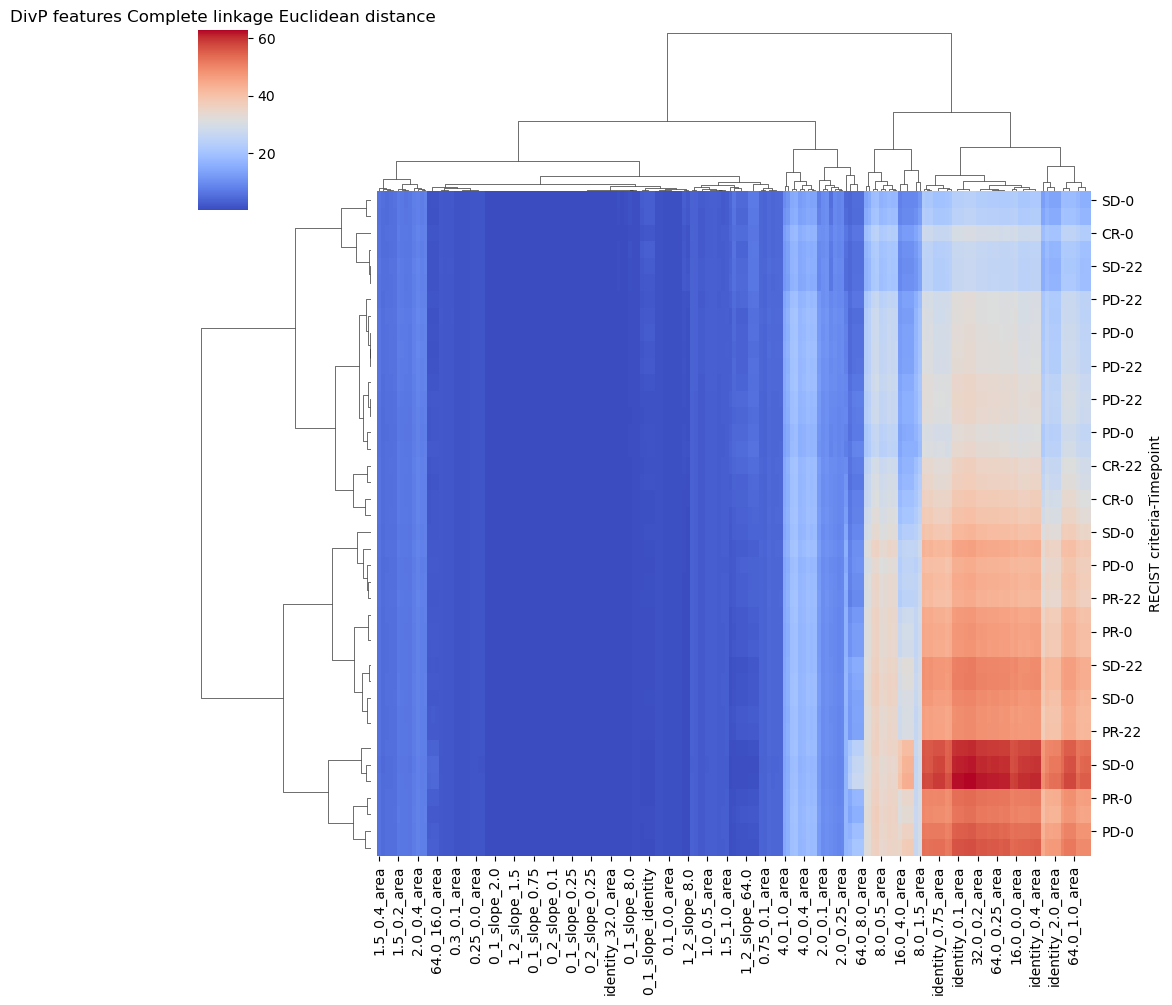 DivP features Complete linkage Euclidean distance
60
40
20
SD-0
CR-0
SD-22
PD-22
PD-0
PD-22
PD-22
PD-0
CR-22
CR-0
SD-0
PD-0
PR-22
PR-0
SD-22
SD-0
PR-22
SD-0
PR-0
PD-0
RECIST criteria-Timepoint
1.5_0.4_area
1.5_0.2_area
2.0_0.4_area
64.0_16.0_area
0.3_0.1_area
0.25_0.0_area
0_1_slope_2.0
1_2_slope_1.5
0_1_slope_0.75
0_2_slope_0.1
0_1_slope_0.25
0_2_slope_0.25
identity_32.0_area
0_1_slope_8.0
0_1_slope_identity
0.1_0.0_area
1_2_slope_8.0
1.0_0.5_area
1.5_1.0_area
1_2_slope_64.0
0.75_0.1_area
4.0_1.0_area
4.0_0.4_area
2.0_0.1_area
2.0_0.25_area
64.0_8.0_area
8.0_0.5_area
16.0_4.0_area
8.0_1.5_area
identity_0.75_area
identity_0.1_area
32.0_0.2_area
64.0_0.25_area
16.0_0.0_area
identity_0.4_area
identity_2.0_area
64.0_1.0_area